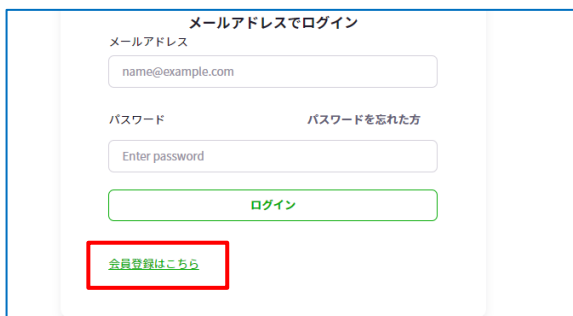 メールアドレスでログイン
メールアドレス
name@example.com
パスワード パスワードを忘れた方
Enter password
ログイン
会員登録はこちら